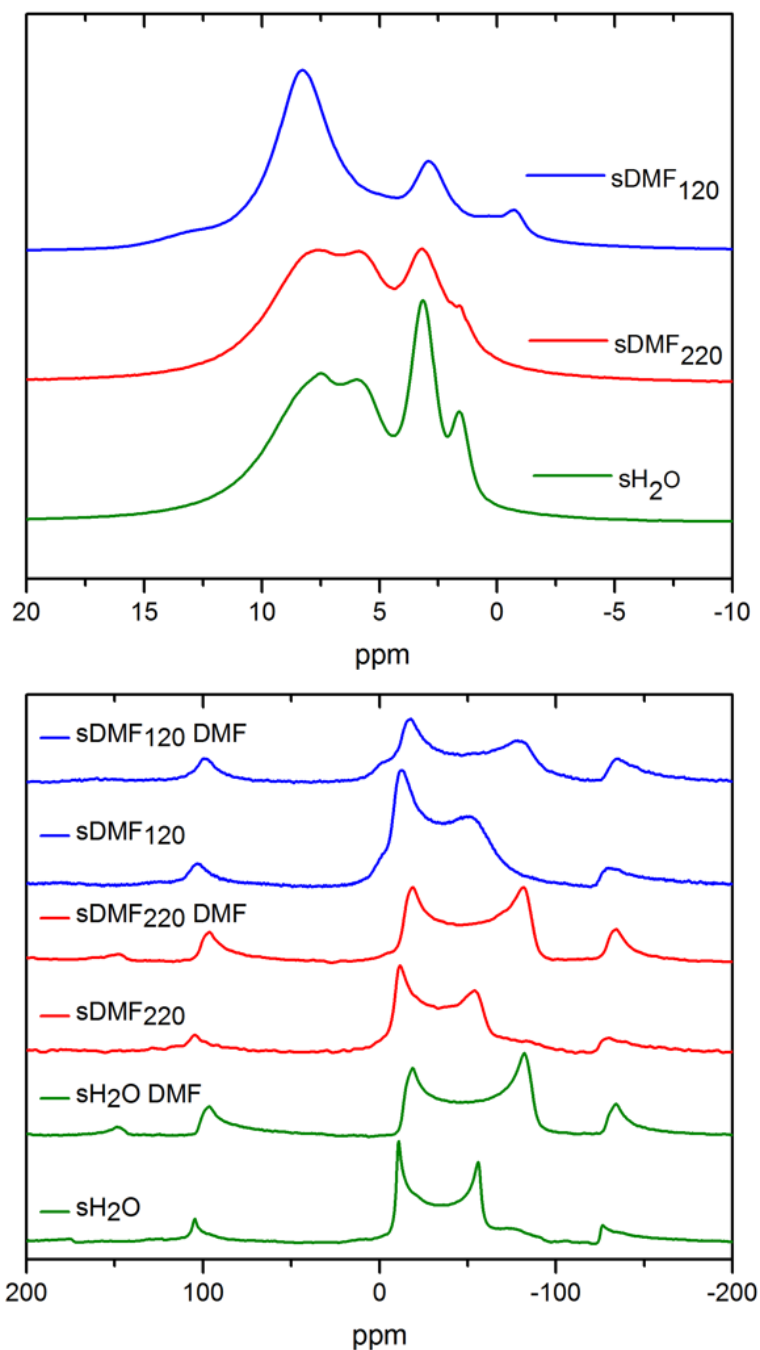 sDMF₁₂₀
sDMF₂₂₀
sH₂O
20 15 10 5 0 -5 -10
ppm
sDMF₁₂₀ DMF
sDMF₁₂₀
sDMF₂₂₀ DMF
sDMF₂₂₀
sH₂O DMF
sH₂O
200 100 0 -100 -200
ppm